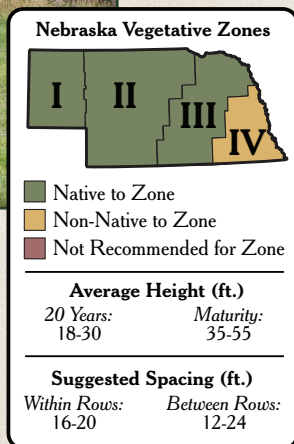 Nebraska Vegetative Zones
I II III IV
Native to Zone
Non-Native to Zone
Not Recommended for Zone
Average Height (ft.)
20 Years: Maturity:
18-30 35-55
Suggested Spacing (ft.)
Within Rows: Between Rows:
16-20 12-24